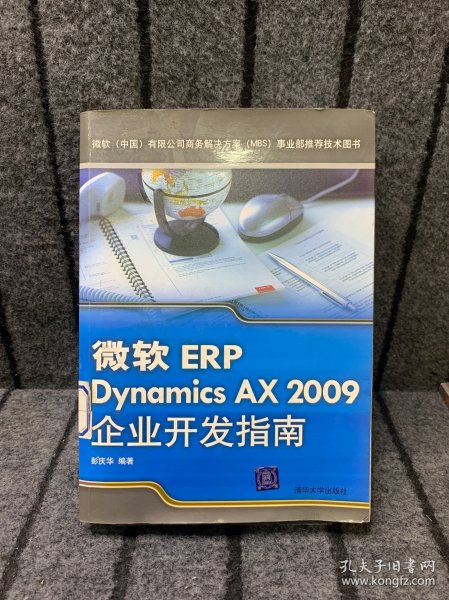 微软（中国）有限公司商务解决方案（MBS）事业部推荐技术图书
微软 ERP
Dynamics AX 2009
企业开发指南
彭庆华 编著
清华大学出版社
孔夫子旧书网
www.kongfz.com